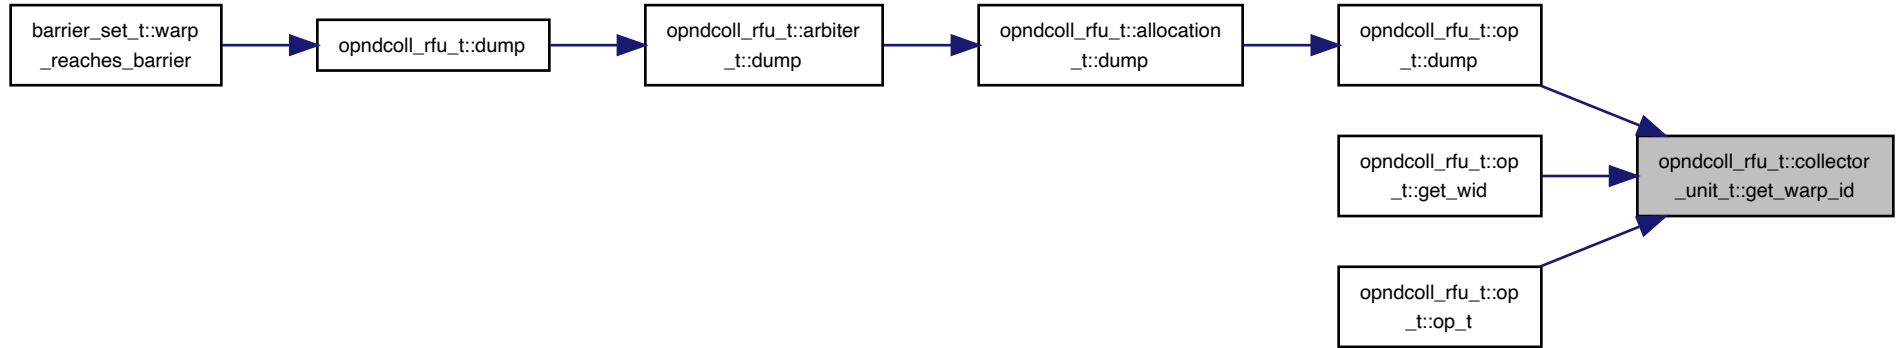 barrier_set_t::warp
_reaches_barrier
opndcoll_rfu_t::dump
opndcoll_rfu_t::arbiter
_t::dump
opndcoll_rfu_t::allocation
_t::dump
opndcoll_rfu_t::op
_t::dump
opndcoll_rfu_t::op
_t::get_wid
opndcoll_rfu_t::collector
_unit_t::get_warp_id
opndcoll_rfu_t::op
_t::op_t